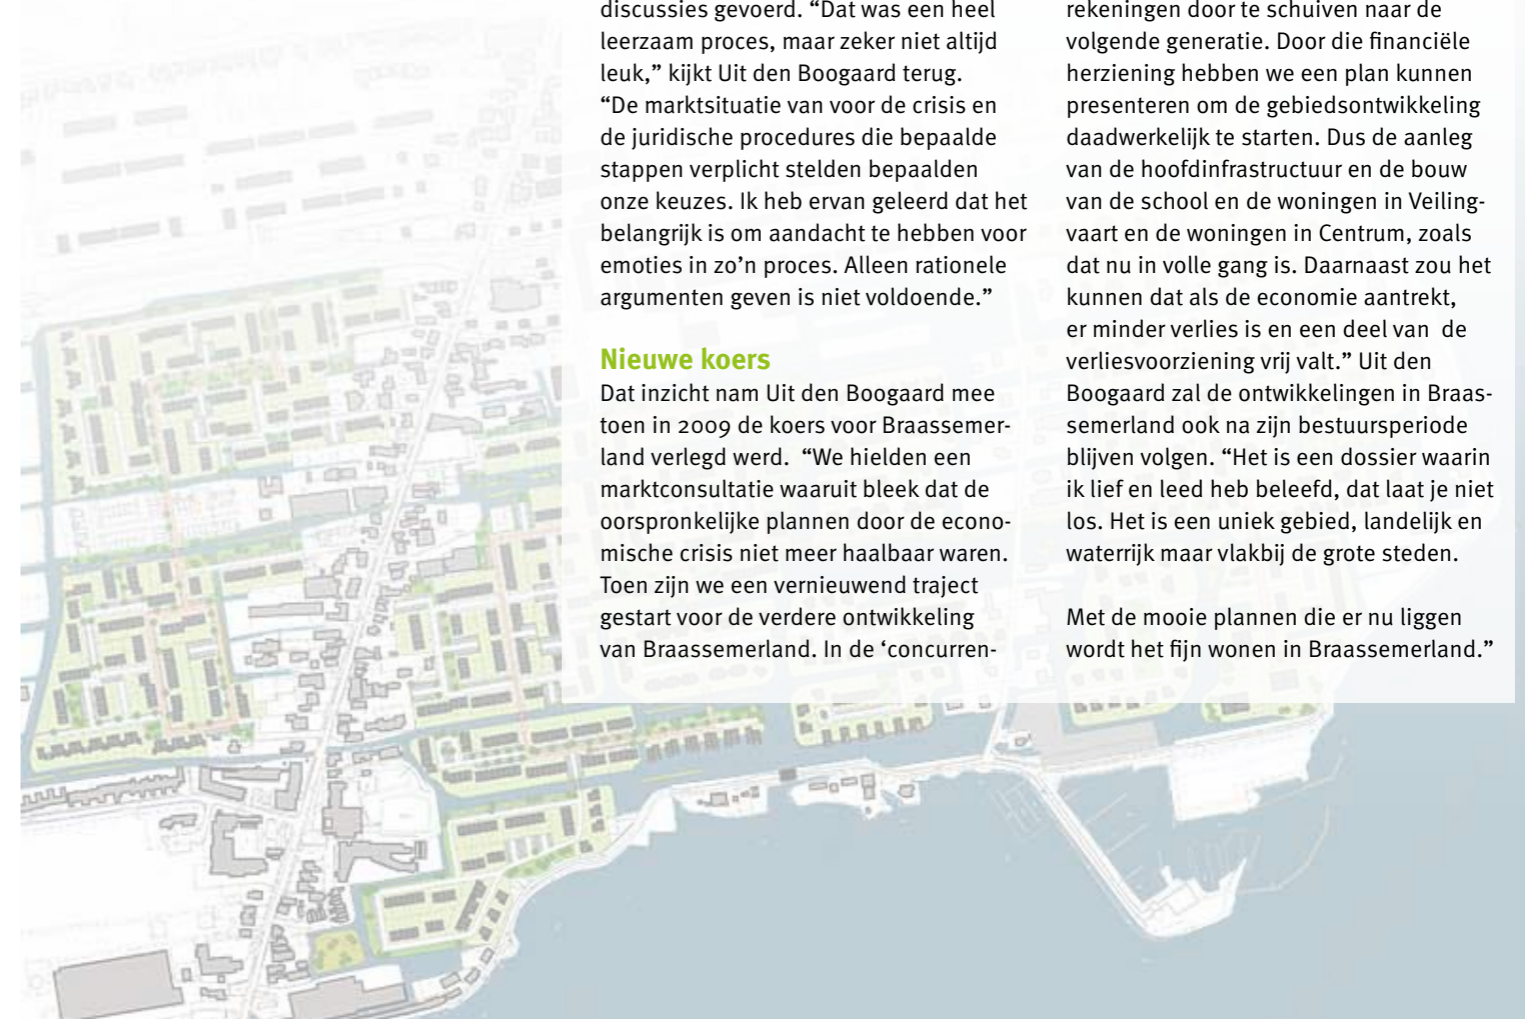 discussies gevoerd. “Dat was een heel
leerzaam proces, maar zeker niet altijd
leuk,” kijkt Uit den Boogaard terug.
“De marktsituatie van voor de crisis en
de juridische procedures die bepaalde
stappen verplicht stelden bepaalden
onze keuzes. Ik heb ervan geleerd dat het
belangrijk is om aandacht te hebben voor
emoties in zo’n proces. Alleen rationele
argumenten geven is niet voldoende.”
Nieuwe koers
Dat inzicht nam Uit den Boogaard mee
toen in 2009 de koers voor Braassemer-
land verlegd werd. “We hielden een
marktconsultatie waaruit bleek dat de
oorspronkelijke plannen door de econo-
mische crisis niet meer haalbaar waren.
Toen zijn we een vernieuwend traject
gestart voor de verdere ontwikkeling
van Braassemerland. In de ‘concurren-
rekeningen door te schuiven naar de
volgende generatie. Door die financiële
herziening hebben we een plan kunnen
presenteren om de gebiedsontwikkeling
daadwerkelijk te starten. Dus de aanleg
van de hoofdinfrastructuur en de bouw
van de school en de woningen in Veiling-
vaart en de woningen in Centrum, zoals
dat nu in volle gang is. Daarnaast zou het
kunnen dat als de economie aantrekt,
er minder verlies is en een deel van de
verliesvoorziening vrij valt.” Uit den
Boogaard zal de ontwikkelingen in Braas-
semerland ook na zijn bestuursperiode
blijven volgen. “Het is een dossier waarin
ik lief en leed heb beleefd, dat laat je niet
los. Het is een uniek gebied, landelijk en
waterrijk maar vlakbij de grote steden.
Met de mooie plannen die er nu liggen
wordt het fijn wonen in Braassemerland.”